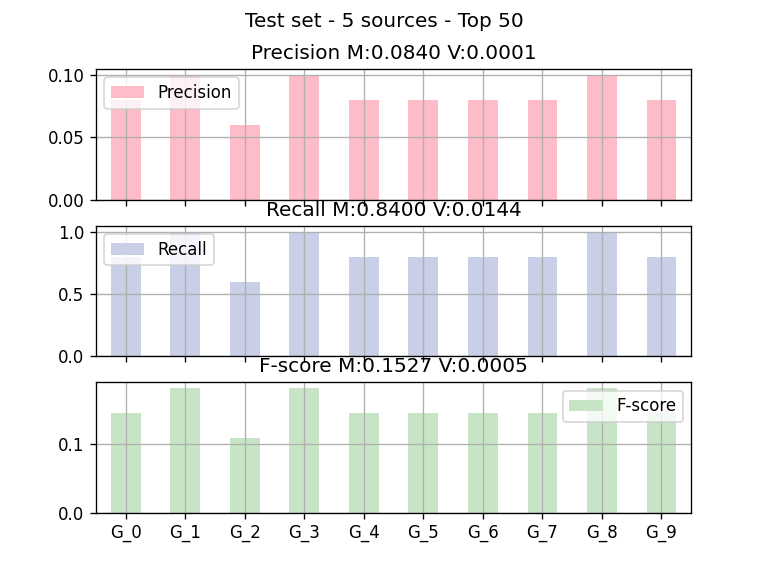 Test set - 5 sources - Top 50
Precision M:0.0840 V:0.0001
0.10
Precision
0.05
0.00
Recall M:0.8400 V:0.0144
1.0
Recall
0.5
0.0
F-score M:0.1527 V:0.0005
F-score
0.1
0.0
G_0 G_1 G_2 G_3 G_4 G_5 G_6 G_7 G_8 G_9